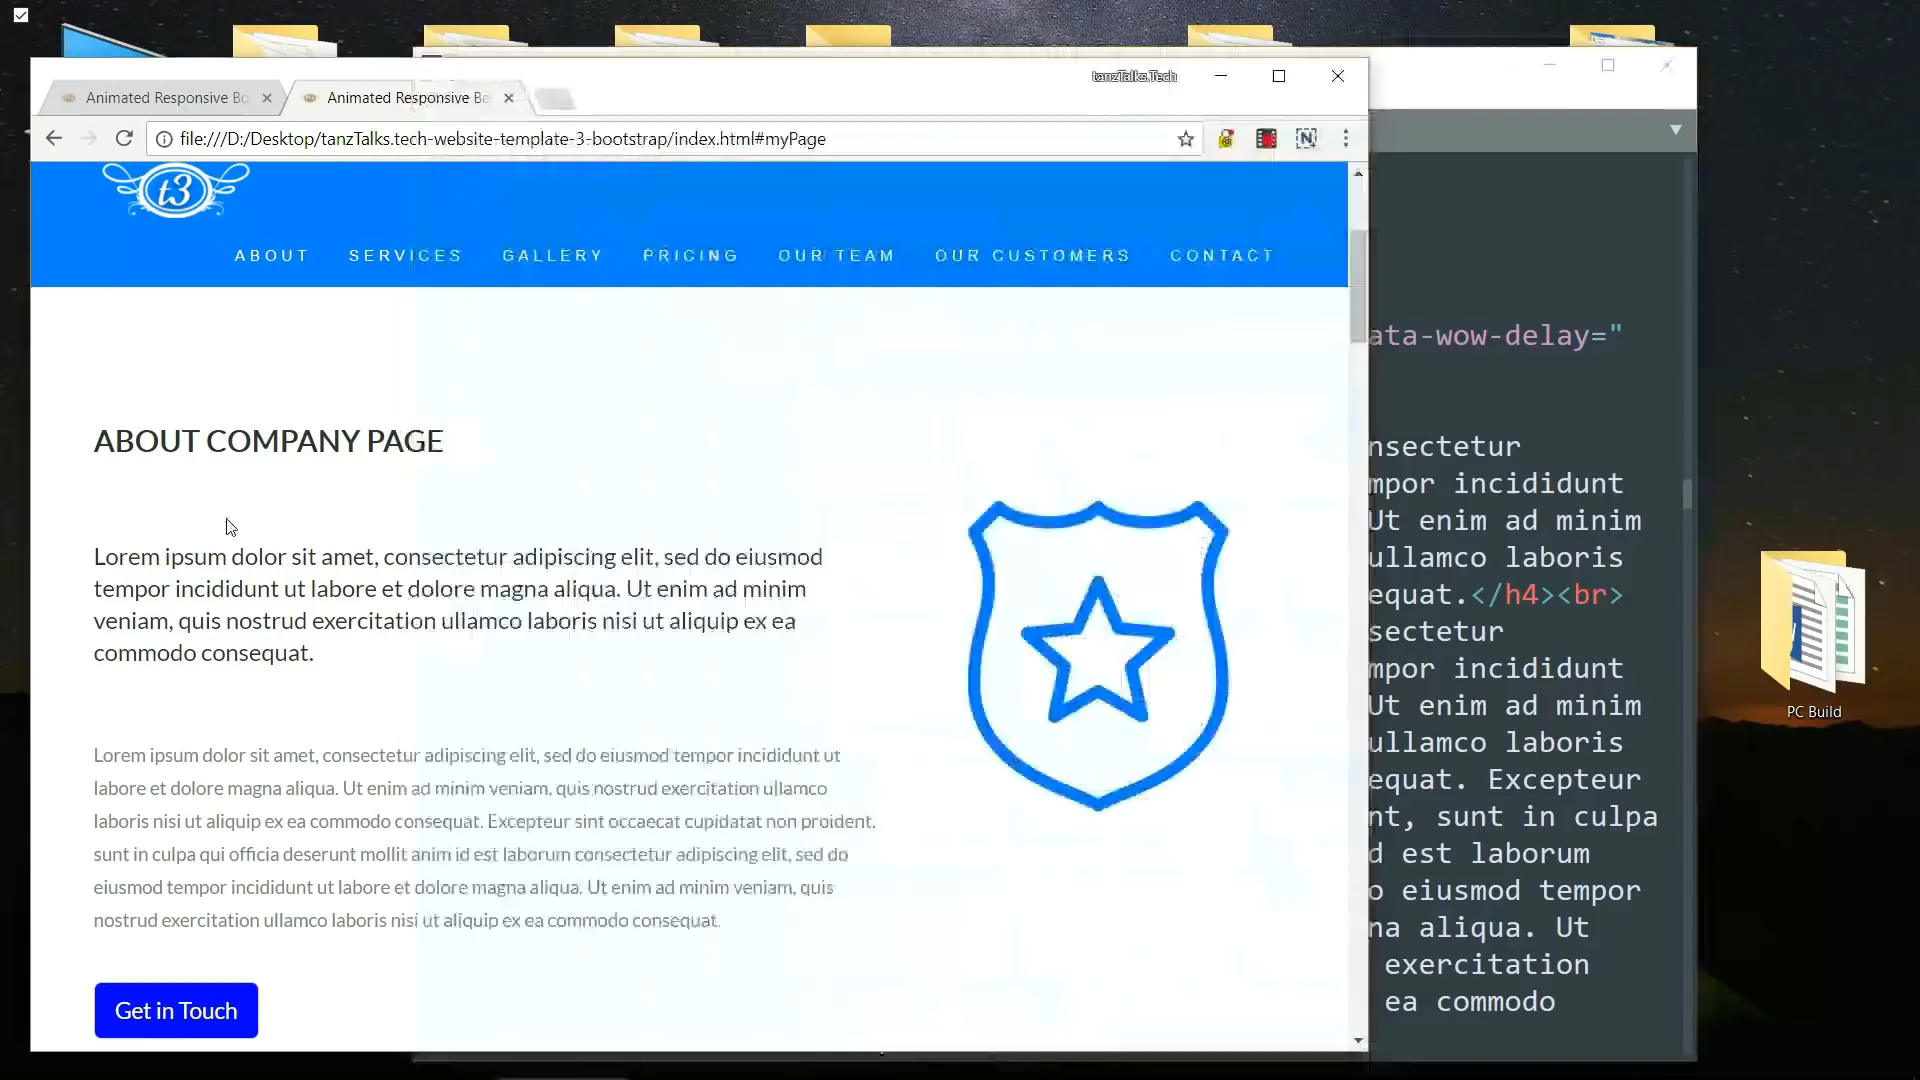 tanzTalks.Tech
Animated Responsive Bo
Animated Responsive Bo
file:///D:/Desktop/tanzTalks.tech-website-template-3-bootstrap/index.html#myPage
t3
ABOUT SERVICES GALLERY PRICING OUR TEAM OUR CUSTOMERS CONTACT
ABOUT COMPANY PAGE
Lorem ipsum dolor sit amet, consectetur adipiscing elit, sed do eiusmod
tempor incididunt ut labore et dolore magna aliqua. Ut enim ad minim
veniam, quis nostrud exercitation ullamco laboris nisi ut aliquip ex ea
commodo consequat.
Lorem ipsum dolor sit amet, consectetur adipiscing elit, sed do eiusmod tempor incididunt ut
labore et dolore magna aliqua. Ut enim ad minim veniam, quis nostrud exercitation ullamco
laboris nisi ut aliquip ex ea commodo consequat. Excepteur sint occaecat cupidatat non proident,
sunt in culpa qui officia deserunt mollit anim id est laborum consectetur adipiscing elit, sed do
eiusmod tempor incididunt ut labore et dolore magna aliqua. Ut enim ad minim veniam, quis
nostrud exercitation ullamco laboris nisi ut aliquip ex ea commodo consequat.
Get in Touch
ata-wow-delay="
nsectetur
mpor incididunt
Ut enim ad minim
ullamco laboris
equat.</h4><br>
sectetur
mpor incididunt
Ut enim ad minim
ullamco laboris
equat. Excepteur
nt, sunt in culpa
d est laborum
o eiusmod tempor
na aliqua. Ut
exercitation
ea commodo
PC Build